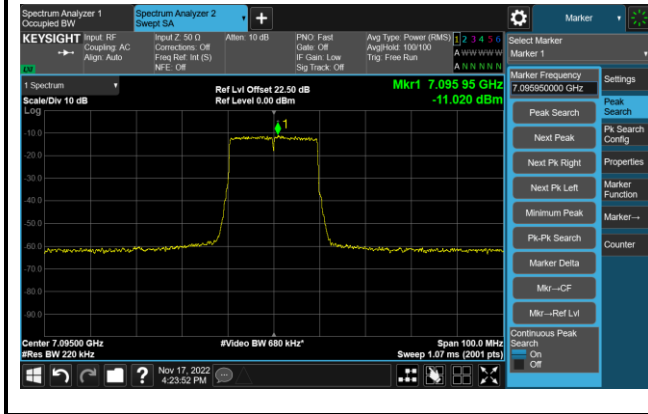 Spectrum Analyzer 1
Occupied BW
Spectrum Analyzer 2
Swept SA
+
Marker
KEYSIGHT
Input: RF
Coupling: AC
Align: Auto
Input Z: 50 Ω
Corrections: Off
Freq Ref: Int (S)
NFE: Off
Atten: 10 dB
PNO: Fast
Gate: Off
IF Gain: Low
Sig Track: Off
Avg Type: Power (RMS)
Avg|Hold: 100/100
Trig: Free Run
1 2 3 4 5 6
A W W W W W
A N N N N N
Select Marker
Marker 1
1 Spectrum
Scale/Div 10 dB
Log
Ref Lvl Offset 22.50 dB
Ref Level 0.00 dBm
Mkr1 7.095 95 GHz
-11.020 dBm
1
-10.0
-20.0
-30.0
-40.0
-50.0
-60.0
-70.0
-80.0
-90.0
Center 7.09500 GHz
#Res BW 220 kHz
#Video BW 680 kHz*
Span 100.0 MHz
Sweep 1.07 ms (2001 pts)
Marker Frequency
7.095950000 GHz
Peak Search
Next Peak
Next Pk Right
Next Pk Left
Minimum Peak
Pk-Pk Search
Marker Delta
Mkr→CF
Mkr→Ref Lvl
Continuous Peak
Search
On
Off
Settings
Peak
Search
Pk Search
Config
Properties
Marker
Function
Marker→
Counter
?
Nov 17, 2022
4:23:52 PM